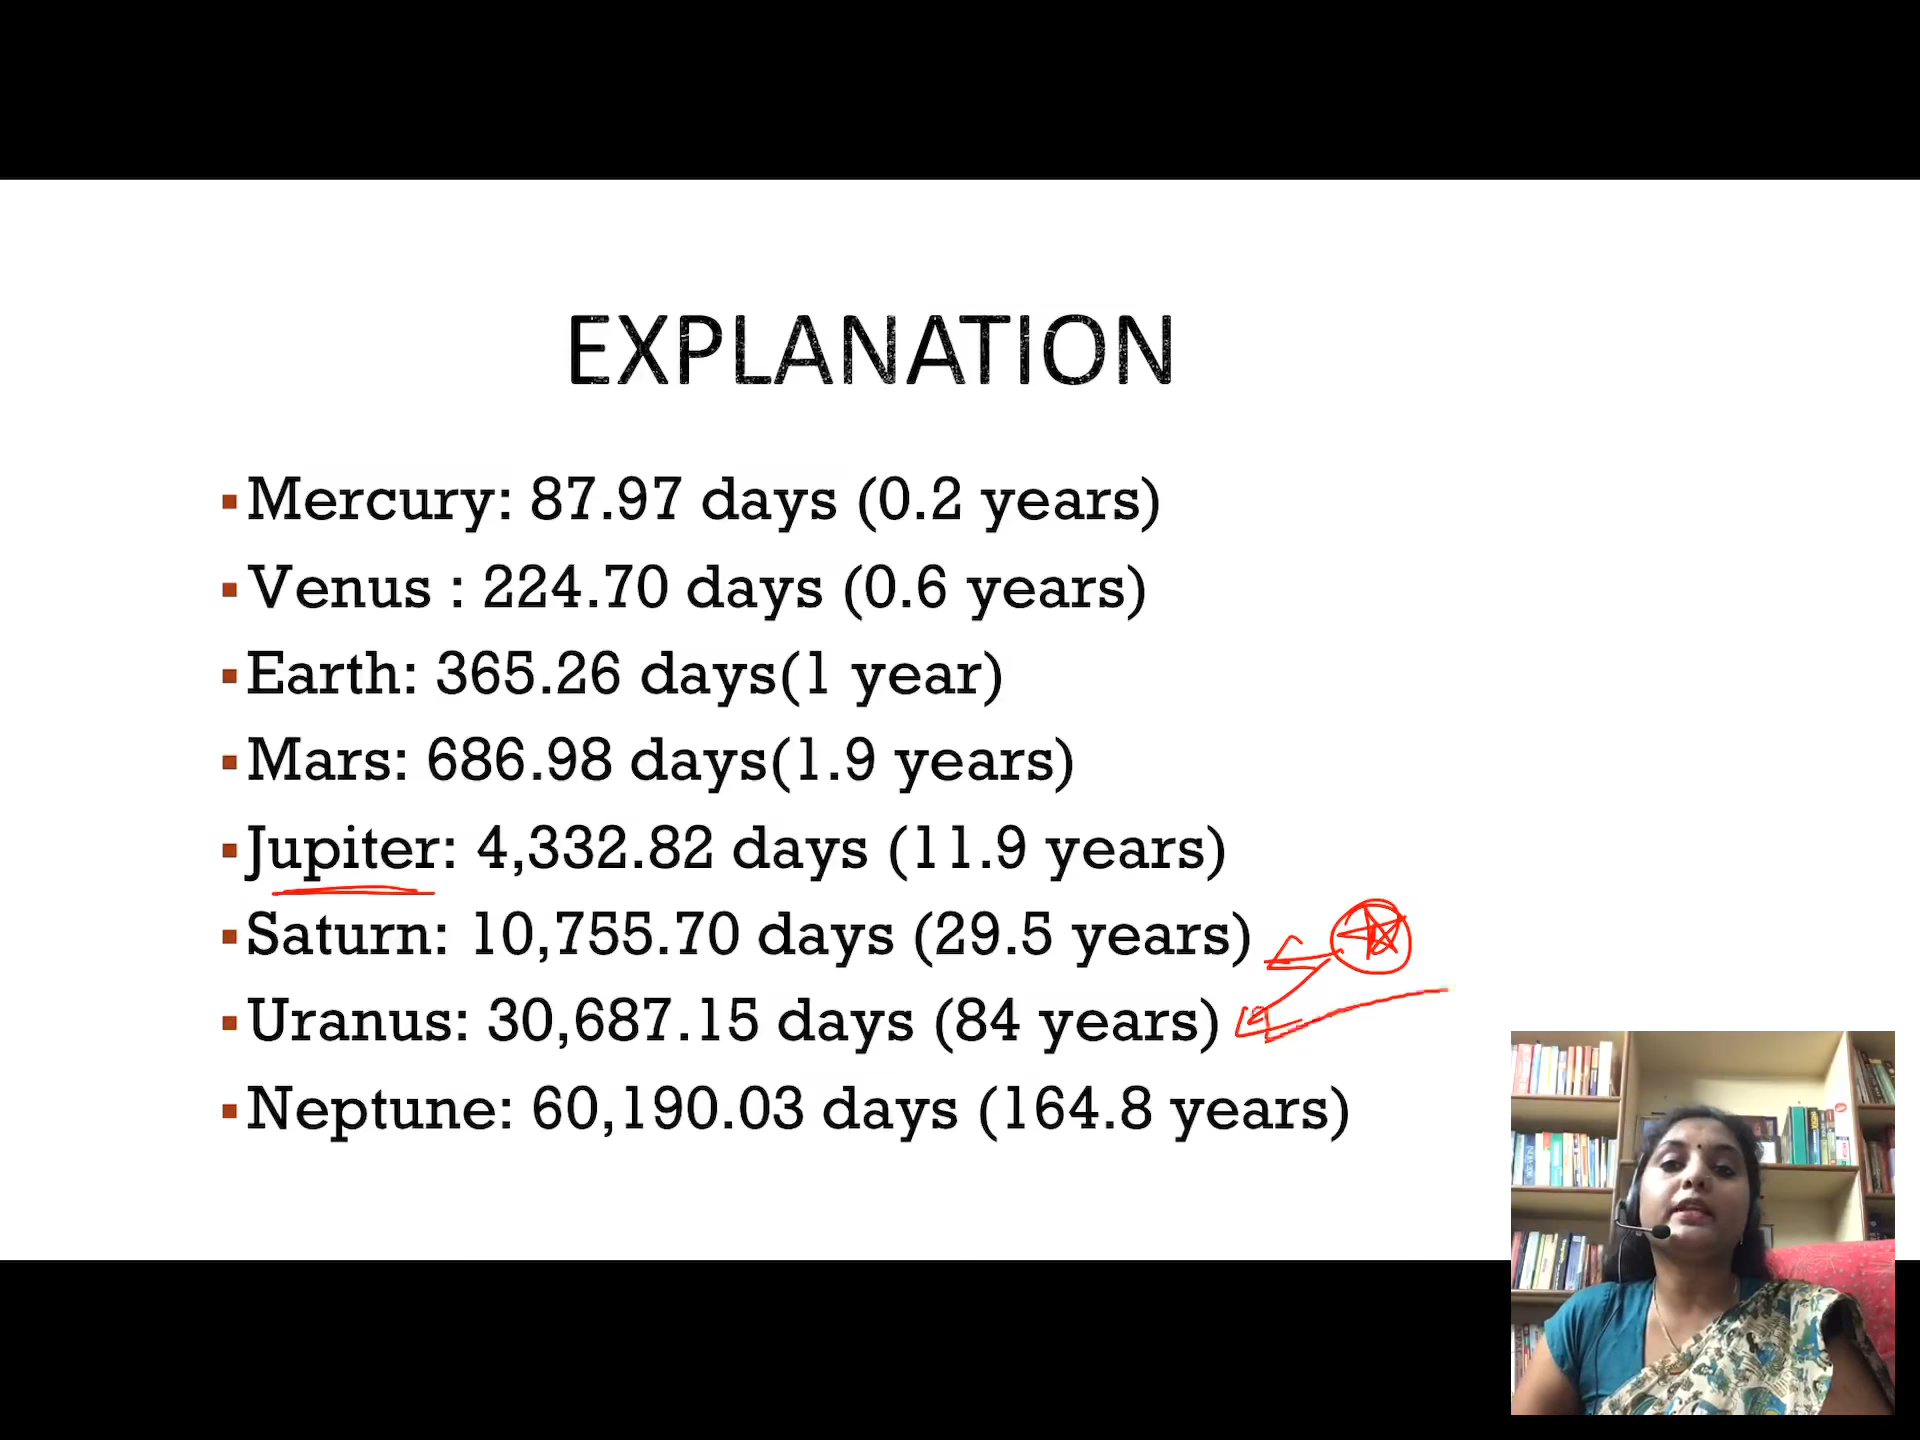 EXPLANATION
Mercury: 87.97 days (0.2 years)
Venus : 224.70 days (0.6 years)
Earth: 365.26 days(1 year)
Mars: 686.98 days(1.9 years)
Jupiter: 4,332.82 days (11.9 years)
Saturn: 10,755.70 days (29.5 years)
Uranus: 30,687.15 days (84 years)
Neptune: 60,190.03 days (164.8 years)